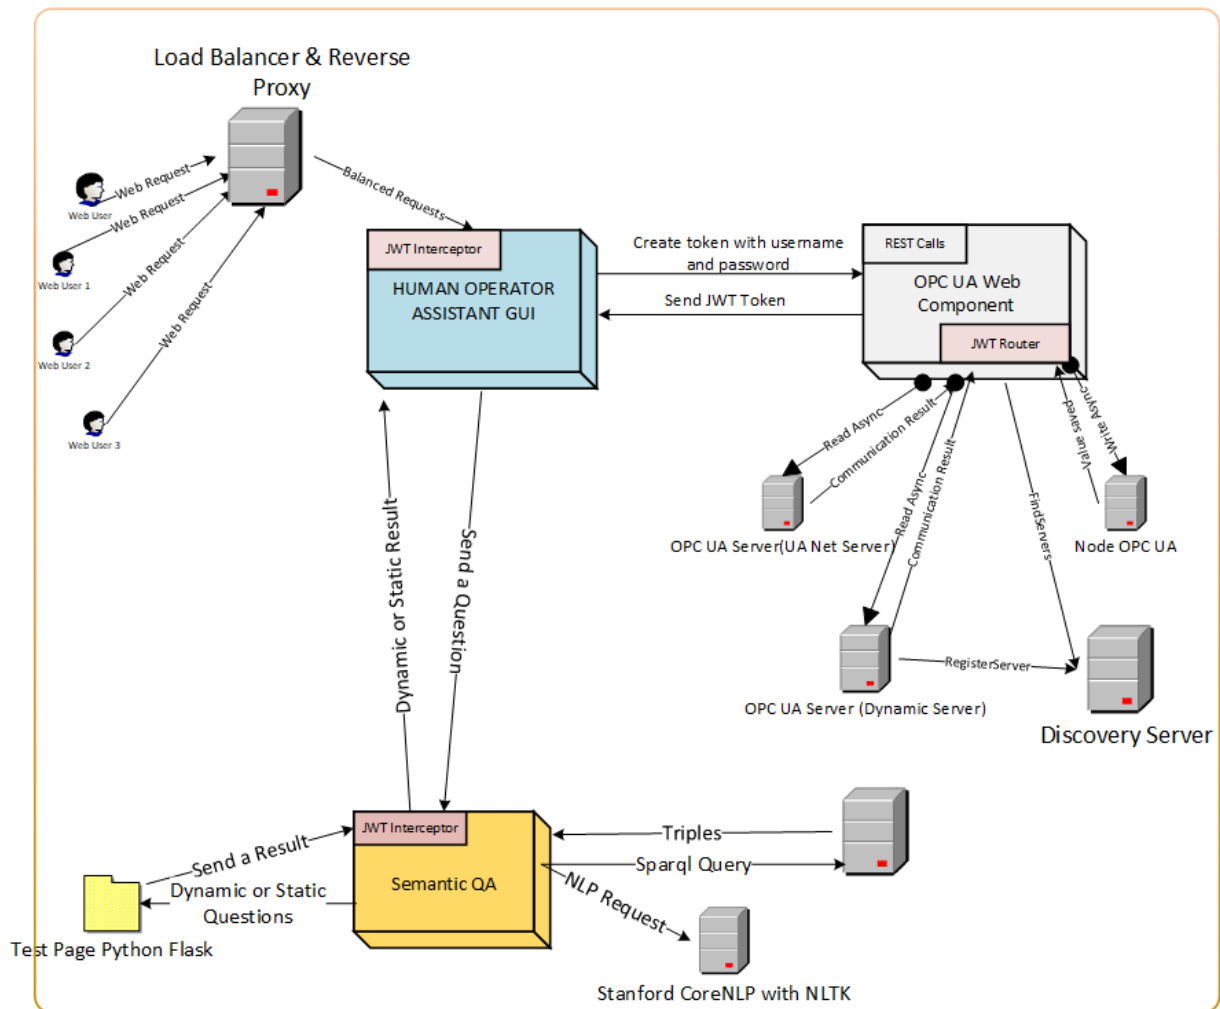 Load Balancer & Reverse
Proxy
Web Request
Web User
Web Request
Web User 1
Web Request
Web User 2
Web Request
Web User 3
Balanced Requests
JWT Interceptor
HUMAN OPERATOR
ASSISTANT GUI
Create token with username
and password
Send JWT Token
REST Calls
OPC UA Web
Component
JWT Router
Read Async
Communication Result
Read Async
Communication Result
FindServers
Value saved
Write Async
OPC UA Server(UA Net Server)
Node OPC UA
RegisterServer
OPC UA Server (Dynamic Server)
Discovery Server
Dynamic or Static Result
Send a Question
JWT Interceptor
Semantic QA
Triples
Sparql Query
NLP Request
Send a Result
Dynamic or Static
Questions
Test Page Python Flask
Stanford CoreNLP with NLTK